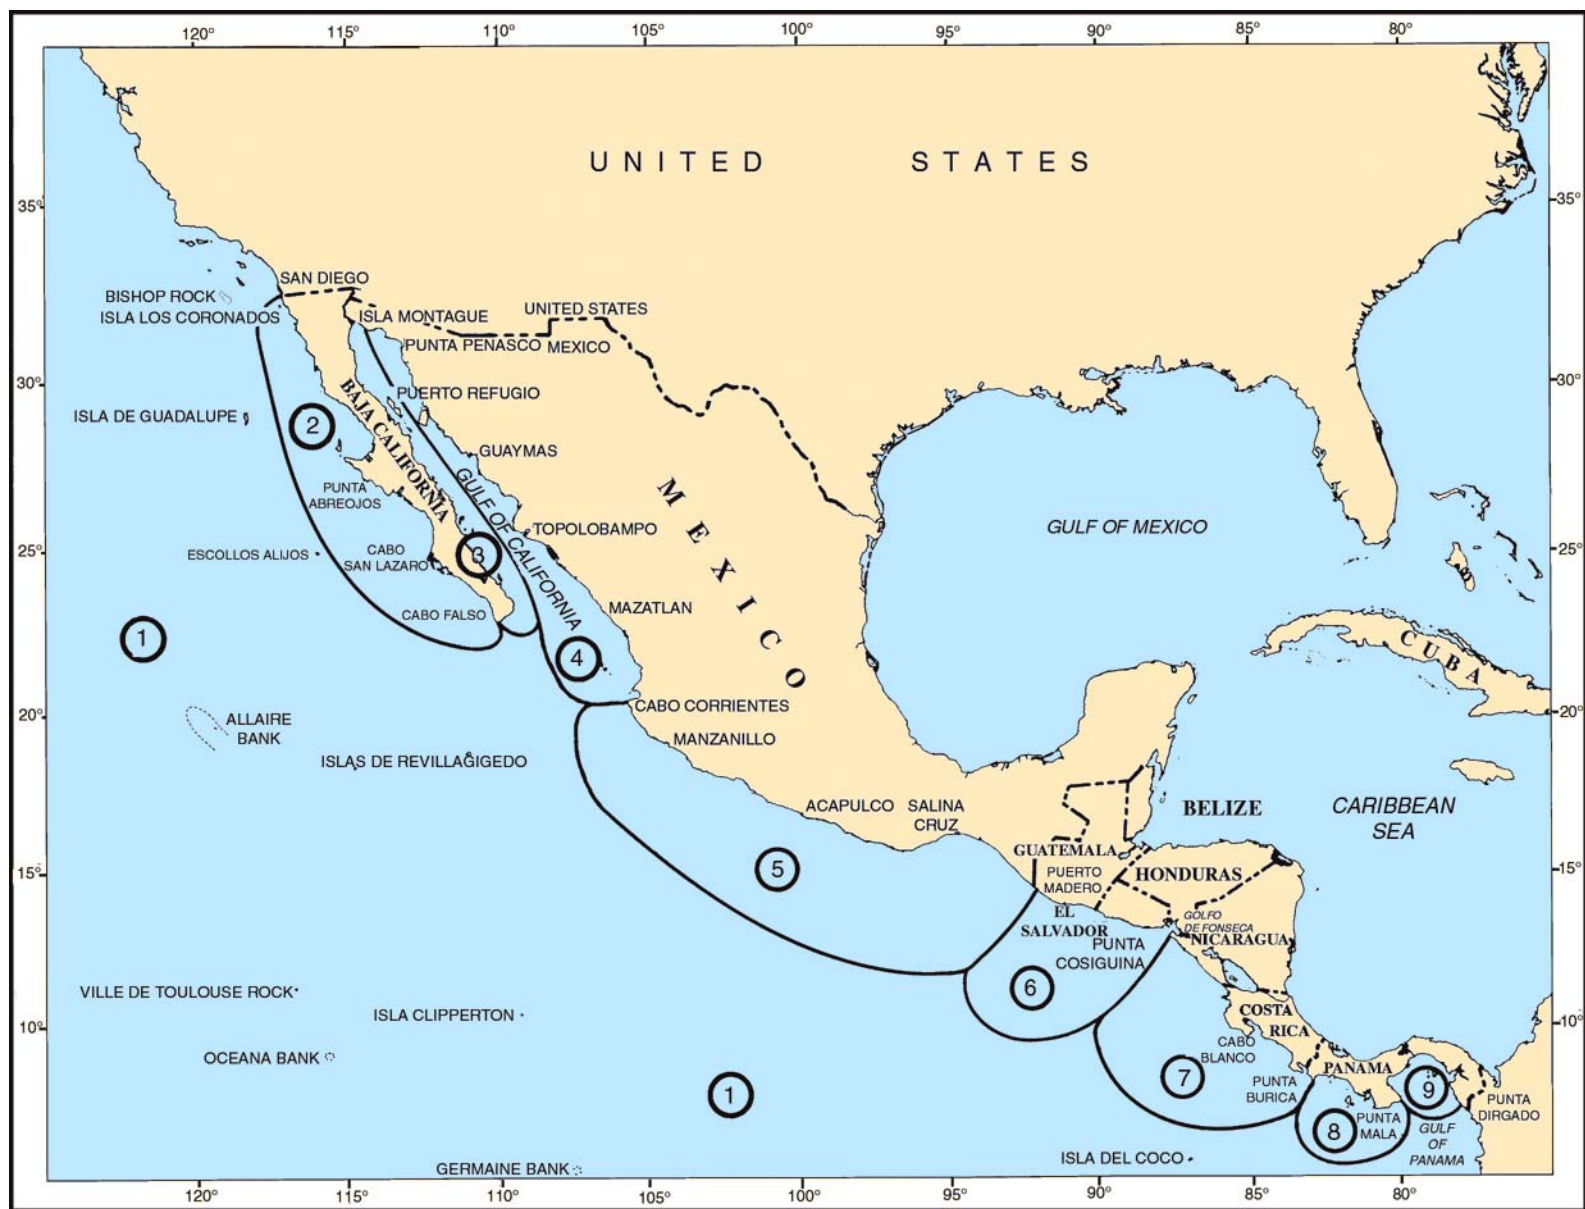 120°
115°
110°
105°
100°
95°
90°
85°
80°
UNITED STATES
35°
35°
SAN DIEGO
BISHOP ROCK
ISLA LOS CORONADOS
ISLA MONTAGUE
UNITED STATES
PUNTA PENASCO
MEXICO
30°
30°
PUERTO REFUGIO
BAJA CALIFORNIA
ISLA DE GUADALUPE
2
GUAYMAS
GULF OF CALIFORNIA
MEXICO
PUNTA
ABREOJOS
TOPOLOBAMPO
GULF OF MEXICO
25°
25°
ESCOLLOS ALIJOS
CABO
SAN LAZARO
3
CABO FALSO
MAZATLAN
1
4
CUBA
20°
20°
CABO CORRIENTES
ALLAIRE
BANK
MANZANILLO
ISLAS DE REVILLAGIGEDO
ACAPULCO
SALINA
CRUZ
BELIZE
CARIBBEAN
SEA
GUATEMALA
15°
15°
5
PUERTO
MADERO
HONDURAS
EL
SALVADOR
GOLFO
DE FONSECA
NICARAGUA
PUNTA
COSIGUINA
6
VILLE DE TOULOUSE ROCK
ISLA CLIPPERTON
COSTA
RICA
10°
10°
OCEANA BANK
CABO
BLANCO
PANAMA
7
PUNTA
BURICA
9
1
PUNTA
DIRGADO
8
PUNTA
MALA
GULF
OF
PANAMA
ISLA DEL COCO
GERMAINE BANK
120°
115°
110°
105°
100°
95°
90°
85°
80°